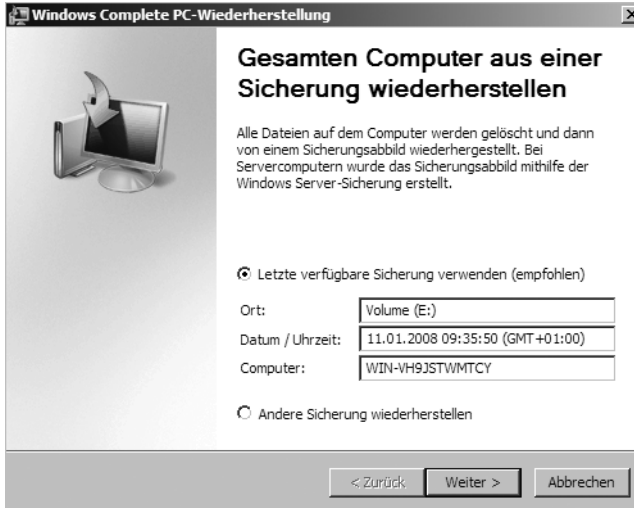 Windows Complete PC-Wiederherstellung
Gesamten Computer aus einer
Sicherung wiederherstellen
Alle Dateien auf dem Computer werden gelöscht und dann
von einem Sicherungsabbild wiederhergestellt. Bei
Servercomputern wurde das Sicherungsabbild mithilfe der
Windows Server-Sicherung erstellt.
Letzte verfügbare Sicherung verwenden (empfohlen)
Ort: Volume (E:)
Datum / Uhrzeit: 11.01.2008 09:35:50 (GMT+01:00)
Computer: WIN-VH9JSTWMTCY
Andere Sicherung wiederherstellen
< Zurück Weiter > Abbrechen